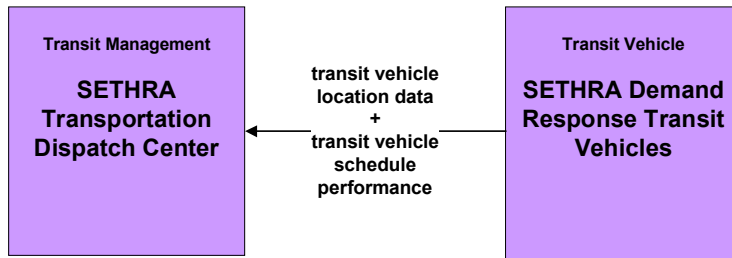 Transit Management
SETHRA
Transportation
Dispatch Center
transit vehicle
location data
+
transit vehicle
schedule
performance
Transit Vehicle
SETHRA Demand
Response Transit
Vehicles